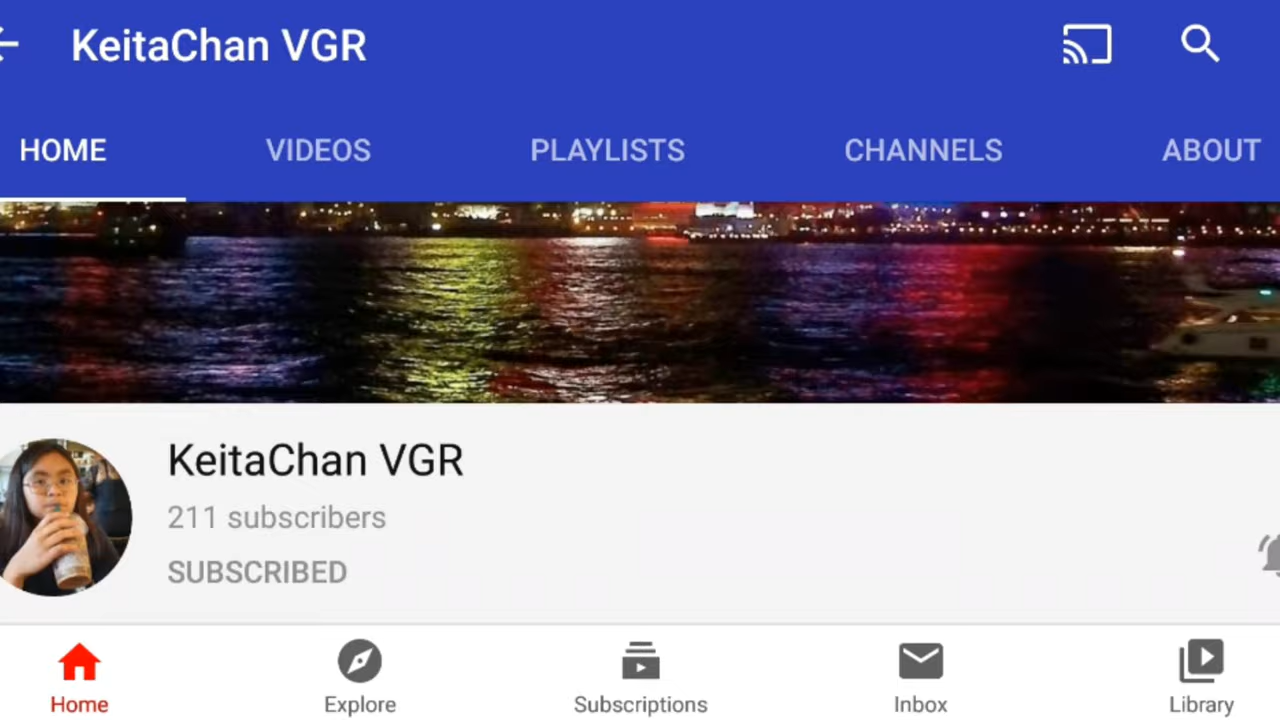 KeitaChan VGR
HOME VIDEOS PLAYLISTS CHANNELS ABOUT
KeitaChan VGR
211 subscribers
SUBSCRIBED
Home Explore Subscriptions Inbox Library